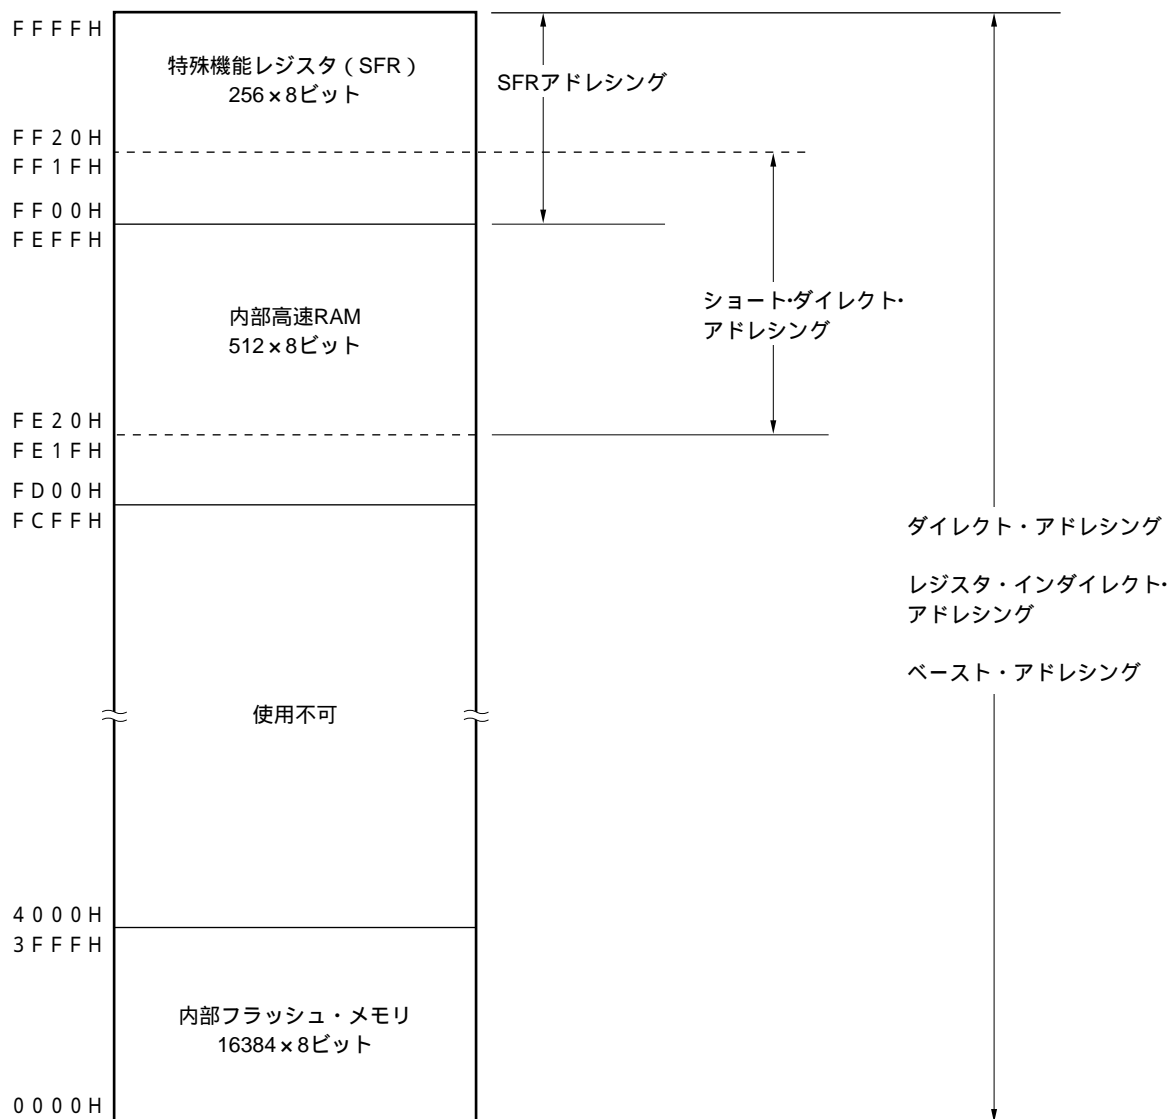 FFFFH
特殊機能レジスタ（SFR）
256×8ビット
SFRアドレシング
FF20H
FF1FH
FF00H
FEFFH
ショート・ダイレクト・
アドレシング
内部高速RAM
512×8ビット
FE20H
FE1FH
FD00H
FCFFH
ダイレクト・アドレシング
レジスタ・インダイレクト・
アドレシング
ベースト・アドレシング
使用不可
4000H
3FFFH
内部フラッシュ・メモリ
16384×8ビット
0000H